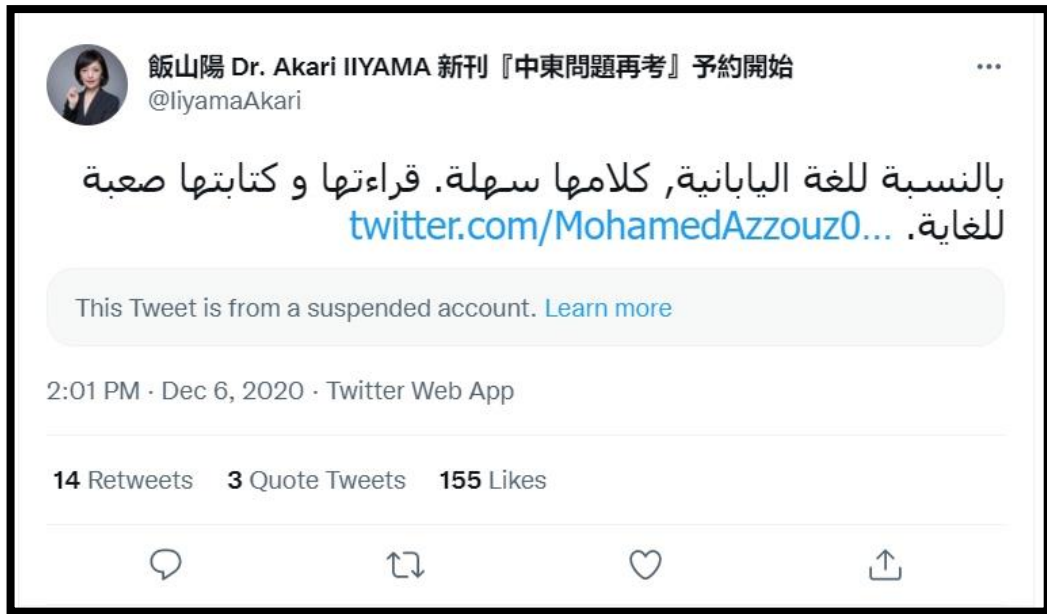 飯山陽 Dr. Akari IIYAMA 新刊『中東問題再考』予約開始
@IiyamaAkari
بالنسبة للغة اليابانية, كلامها سهلة. قراءتها و كتابتها صعبة
للغاية. twitter.com/MohamedAzzouz0…
This Tweet is from a suspended account. Learn more
2:01 PM · Dec 6, 2020 · Twitter Web App
14 Retweets 3 Quote Tweets 155 Likes